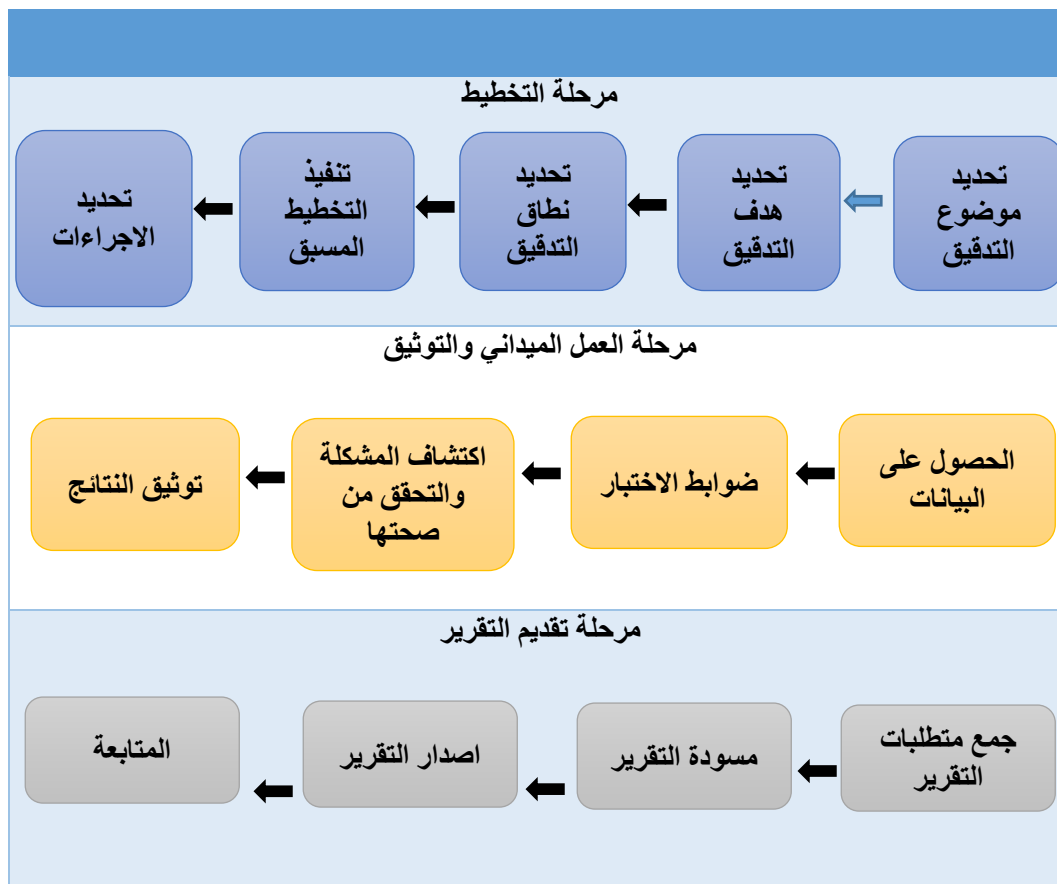 مرحلة التخطيط
تحديد
موضوع
التدقيق
تحديد
هدف
التدقيق
تحديد
نطاق
التدقيق
تنفيذ
التخطيط
المسبق
تحديد
الاجراءات
مرحلة العمل الميداني والتوثيق
الحصول على
البيانات
ضوابط الاختبار
اكتشاف المشكلة
والتحقق من
صحتها
توثيق النتائج
مرحلة تقديم التقرير
جمع متطلبات
التقرير
مسودة التقرير
اصدار التقرير
المتابعة